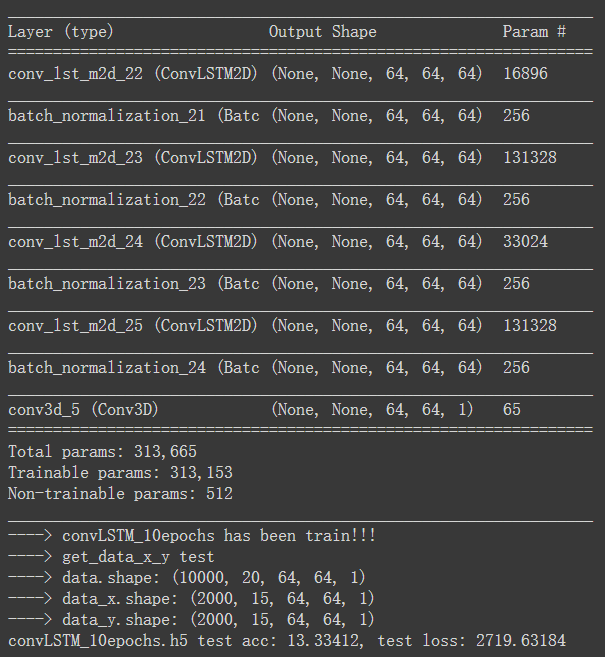 Layer (type) Output Shape Param #
conv_lst_m2d_22 (ConvLSTM2D) (None, None, 64, 64, 64) 16896
batch_normalization_21 (Batc (None, None, 64, 64, 64) 256
conv_lst_m2d_23 (ConvLSTM2D) (None, None, 64, 64, 64) 131328
batch_normalization_22 (Batc (None, None, 64, 64, 64) 256
conv_lst_m2d_24 (ConvLSTM2D) (None, None, 64, 64, 64) 33024
batch_normalization_23 (Batc (None, None, 64, 64, 64) 256
conv_lst_m2d_25 (ConvLSTM2D) (None, None, 64, 64, 64) 131328
batch_normalization_24 (Batc (None, None, 64, 64, 64) 256
conv3d_5 (Conv3D) (None, None, 64, 64, 1) 65
Total params: 313,665
Trainable params: 313,153
Non-trainable params: 512
----> convLSTM_10epochs has been train!!!
----> get_data_x_y test
----> data.shape: (10000, 20, 64, 64, 1)
----> data_x.shape: (2000, 15, 64, 64, 1)
----> data_y.shape: (2000, 15, 64, 64, 1)
convLSTM_10epochs.h5 test acc: 13.33412, test loss: 2719.63184